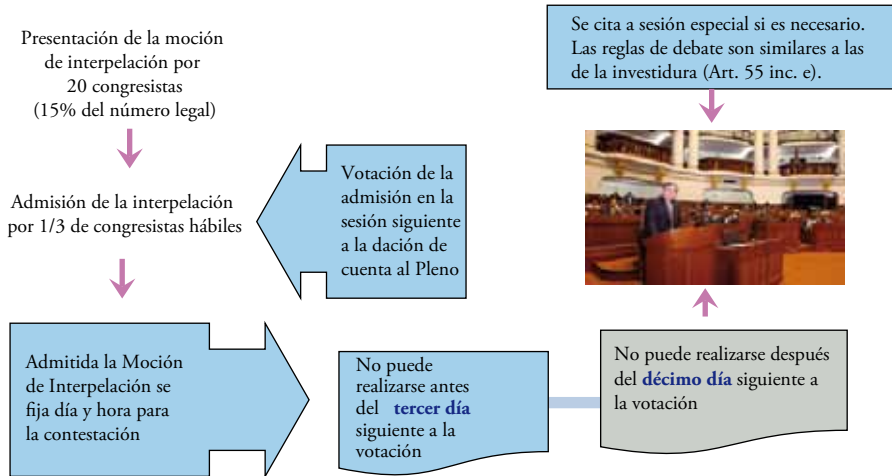 Presentación de la moción
de interpelación por
20 congresistas
(15% del número legal)
Admisión de la interpelación
por 1/3 de congresistas hábiles
Votación de la
admisión en la
sesión siguiente
a la dación de
cuenta al Pleno
Admitida la Moción
de Interpelación se
fija día y hora para
la contestación
No puede
realizarse antes
del tercer día
siguiente a la
votación
No puede realizarse después
del décimo día siguiente a
la votación
Se cita a sesión especial si es necesario.
Las reglas de debate son similares a las
de la investidura (Art. 55 inc. e).